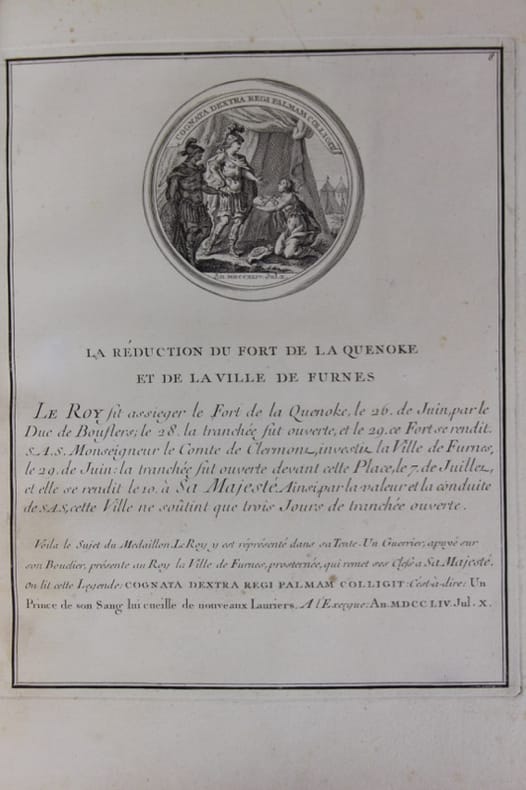 COGNATA DEXTRA REGI PALMAM COLLIGIT
An. MDCCXLIV. Jul. X.
LA RÉDUCTION DU FORT DE LA QUENOKE
ET DE LA VILLE DE FURNES
LE ROY fit assieger le Fort de la Quenoke, le 26. de Juin, par le
Duc de Bouflers; le 28. la tranchée fut ouverte, et le 29. ce Fort se rendit.
S.A.S. Monseigneur le Comte de Clermont, investit la Ville de Furnes,
le 29. de Juin: la tranchée fut ouverte devant cette Place, le 7. de Juillet,
et elle se rendit le 10. à Sa Majesté. Ainsi, par la valeur et la conduite
de S.A.S, cette Ville ne soûtint que trois Jours de tranchée ouverte.
Voila le Sujet du Medaillon. Le Roy y est réprésenté dans sa Tente. Un Guerrier, apuyé sur
son Bouclier, présente au Roy la Ville de Furnes, prosternée, qui remet ses Clefs à Sa Majesté.
On lit cette Legende: COGNATA DEXTRA REGI PALMAM COLLIGIT: C'est-à-dire: Un
Prince de son Sang lui cueille de nouveaux Lauriers. A l'Exergue: An. MDCCLIV. Jul. X.